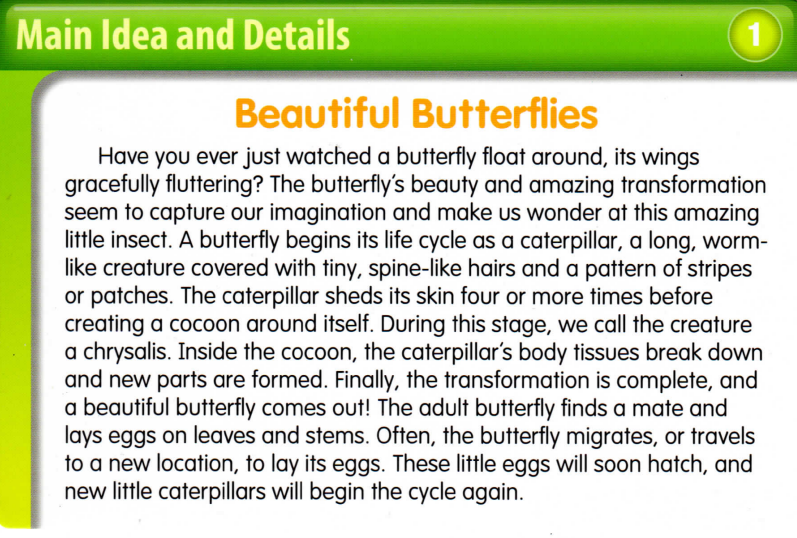 Main Idea and Details
1
Beautiful Butterflies
Have you ever just watched a butterfly float around, its wings
gracefully fluttering? The butterfly's beauty and amazing transformation
seem to capture our imagination and make us wonder at this amazing
little insect. A butterfly begins its life cycle as a caterpillar, a long, worm-
like creature covered with tiny, spine-like hairs and a pattern of stripes
or patches. The caterpillar sheds its skin four or more times before
creating a cocoon around itself. During this stage, we call the creature
a chrysalis. Inside the cocoon, the caterpillar's body tissues break down
and new parts are formed. Finally, the transformation is complete, and
a beautiful butterfly comes out! The adult butterfly finds a mate and
lays eggs on leaves and stems. Often, the butterfly migrates, or travels
to a new location, to lay its eggs. These little eggs will soon hatch, and
new little caterpillars will begin the cycle again.